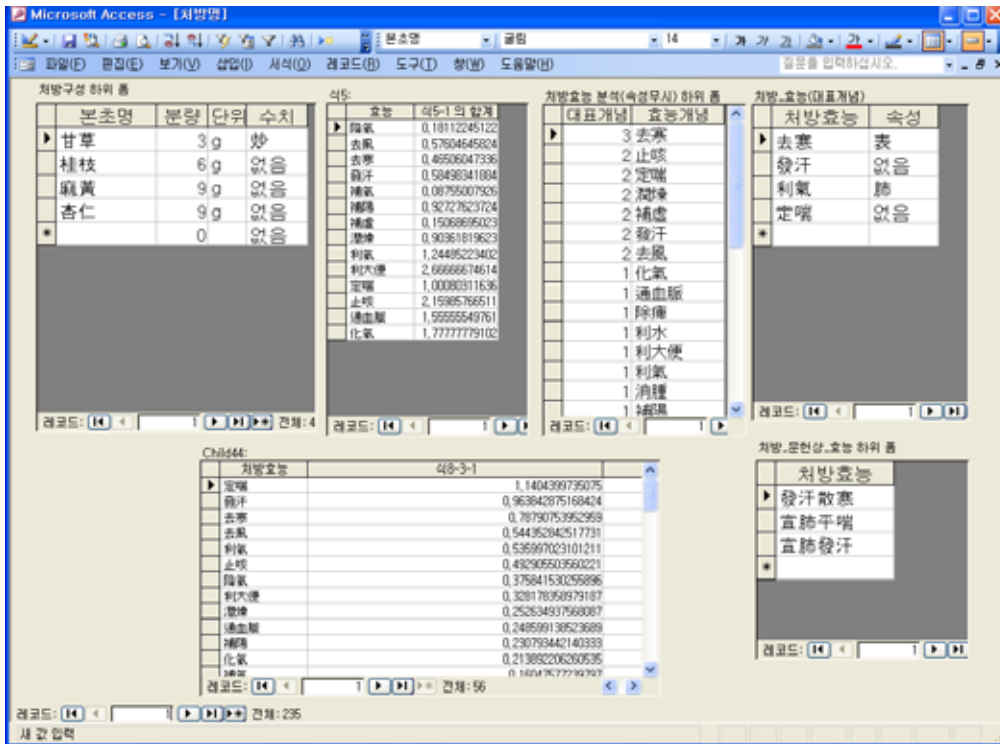 Microsoft Access - [처방명]
본초명 굴림 14 가 가 간
파일(F) 편집(E) 보기(V) 삽입(I) 서식(O) 레코드(R) 도구(T) 창(W) 도움말(H) 질문을 입력하십시오.
처방구성 하위 폼
본초명 분량 단위 수치
甘草 3 g 炒
桂枝 6 g 없음
麻黃 9 g 없음
杏仁 9 g 없음
0 없음
레코드: 1 전체: 4
식5:
효능 식5-1 의 합계
降氣 0,18112245122
去風 0,57604645824
去寒 0,46506047336
發汗 0,58498341884
補氣 0,08755007926
補陽 0,92727623724
補虛 0,15068695023
潤燥 0,90361819623
利氣 1,24485223402
利大便 2,66666674614
定喘 1,00080311636
止咳 2,15985766511
通血脈 1,55555549761
化氣 1,77777779102
레코드: 1
처방효능 분석(속성무시) 하위 폼
대표개념 효능개념
3 去寒
2 止咳
2 定喘
2 潤燥
2 補虛
2 發汗
2 去風
1 化氣
1 通血脈
1 除痺
1 利水
1 利大便
1 利氣
1 消腫
1 補陽
레코드: 1
처방_효능(대표개념)
처방효능 속성
去寒 表
發汗 없음
利氣 肺
定喘 없음
레코드: 1
Child44:
처방효능 식8-3-1
定喘 1,1404399735075
發汗 0,963842875168424
去寒 0,78790753952959
去風 0,544352842517731
利氣 0,535997023101211
止咳 0,492905503560221
降氣 0,375841530255896
利大便 0,328178358979187
潤燥 0,252634937568087
通血脈 0,248599138523689
補陽 0,230793442140333
化氣 0,213892206260535
補氣 0,16047577239797
레코드: 1 전체: 56
처방_문헌상_효능 하위 폼
처방효능
發汗散寒
宣肺平喘
宣肺發汗
레코드: 1
레코드: 1 전체: 235
새 값 입력